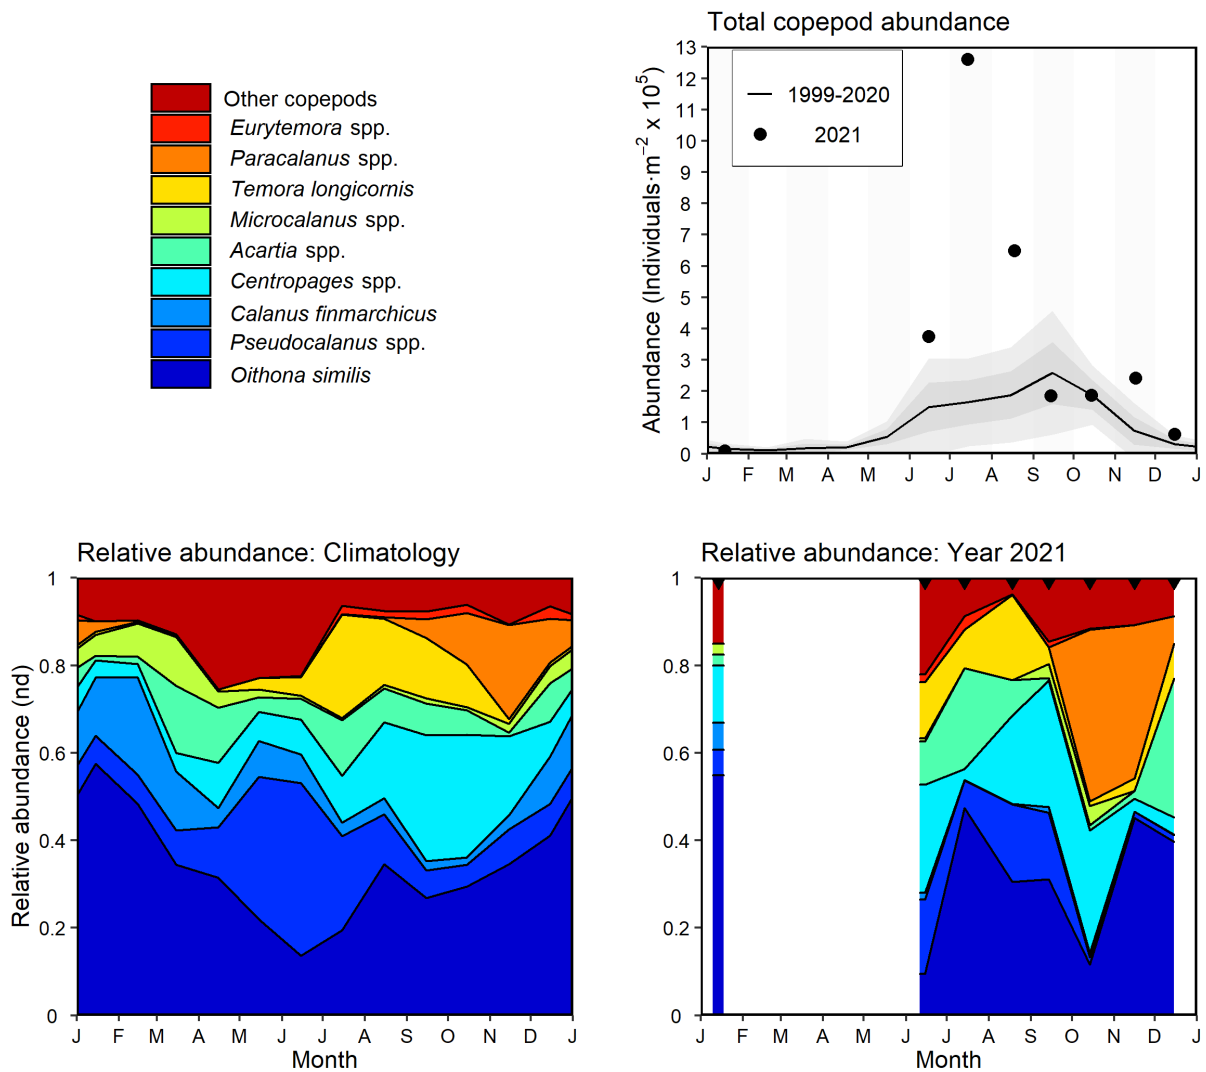 Total copepod abundance
Other copepods
Eurytemora spp.
Paracalanus spp.
Temora longicornis
Microcalanus spp.
Acartia spp.
Centropages spp.
Calanus finmarchicus
Pseudocalanus spp.
Oithona similis
Abundance (Individuals·m⁻² x 10⁵)
13
12
11
10
9
8
7
6
5
4
3
2
1
0
1999-2020
2021
J F M A M J J A S O N D J
Relative abundance: Climatology
Relative abundance (nd)
1
0.8
0.6
0.4
0.2
0
J F M A M J J A S O N D J
Month
Relative abundance: Year 2021
1
0.8
0.6
0.4
0.2
0
J F M A M J J A S O N D J
Month